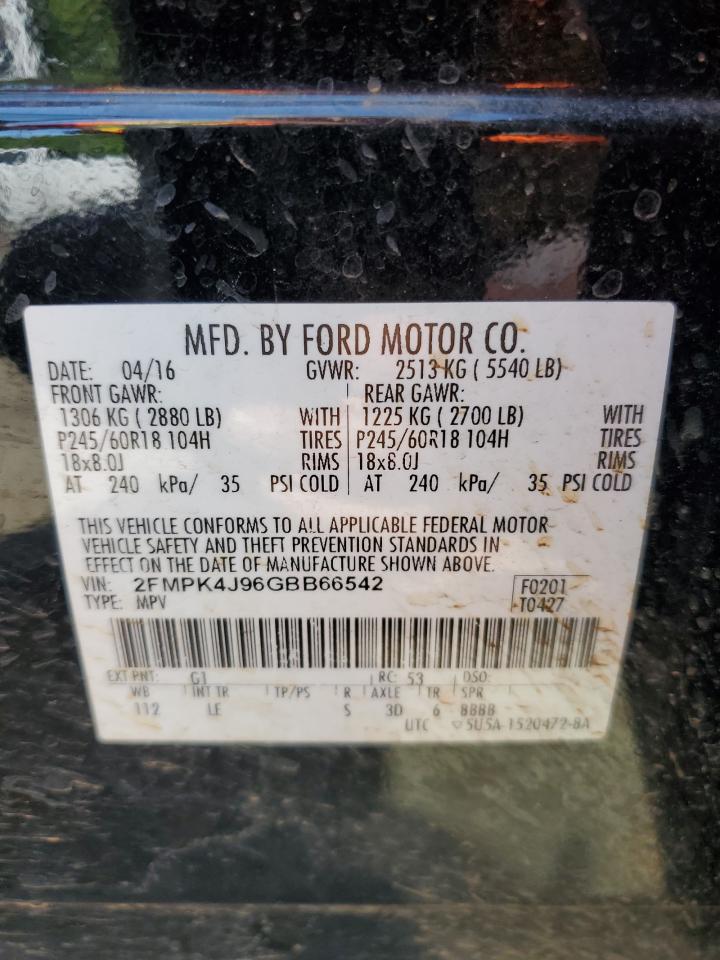 MFD. BY FORD MOTOR CO.
DATE: 04/16 GVWR: 2513 KG ( 5540 LB)
FRONT GAWR: REAR GAWR:
1306 KG ( 2880 LB) WITH 1225 KG ( 2700 LB) WITH
P245/60R18 104H TIRES P245/60R18 104H TIRES
18x8.0J RIMS 18x8.0J RIMS
AT 240 kPa/ 35 PSI COLD AT 240 kPa/ 35 PSI COLD
THIS VEHICLE CONFORMS TO ALL APPLICABLE FEDERAL MOTOR
VEHICLE SAFETY AND THEFT PREVENTION STANDARDS IN
EFFECT ON THE DATE OF MANUFACTURE SHOWN ABOVE.
VIN: 2FMPK4J96GBB66542 F0201
TYPE: MPV T0427
EXT PNT: G1 RC: 53 DSO:
WB INT TR TP/PS R AXLE TR SPR
112 LE S 3D 6 BBBB
UTC ▽5U5A-1520472-BA